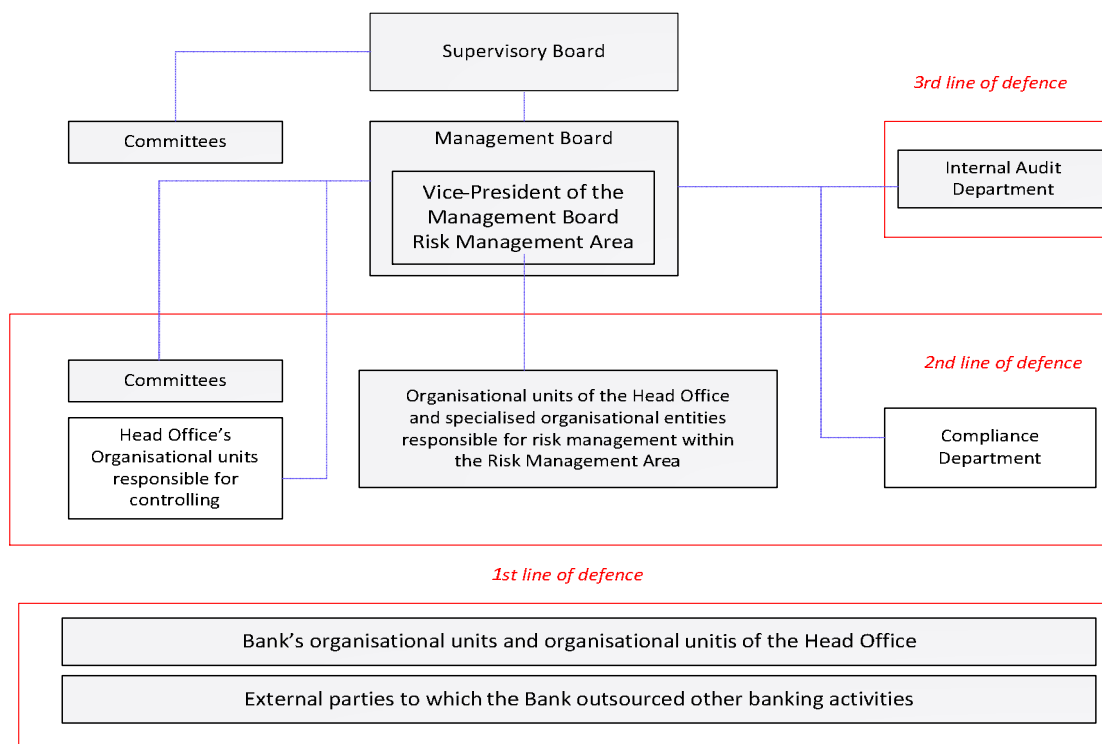 Supervisory Board
3rd line of defence
Committees
Management Board
Internal Audit
Department
Vice-President of the
Management Board
Risk Management Area
2nd line of defence
Committees
Organisational units of the Head Office
and specialised organisational entities
responsible for risk management within
the Risk Management Area
Head Office's
Organisational units
responsible for
controlling
Compliance
Department
1st line of defence
Bank's organisational units and organisational unitis of the Head Office
External parties to which the Bank outsourced other banking activities